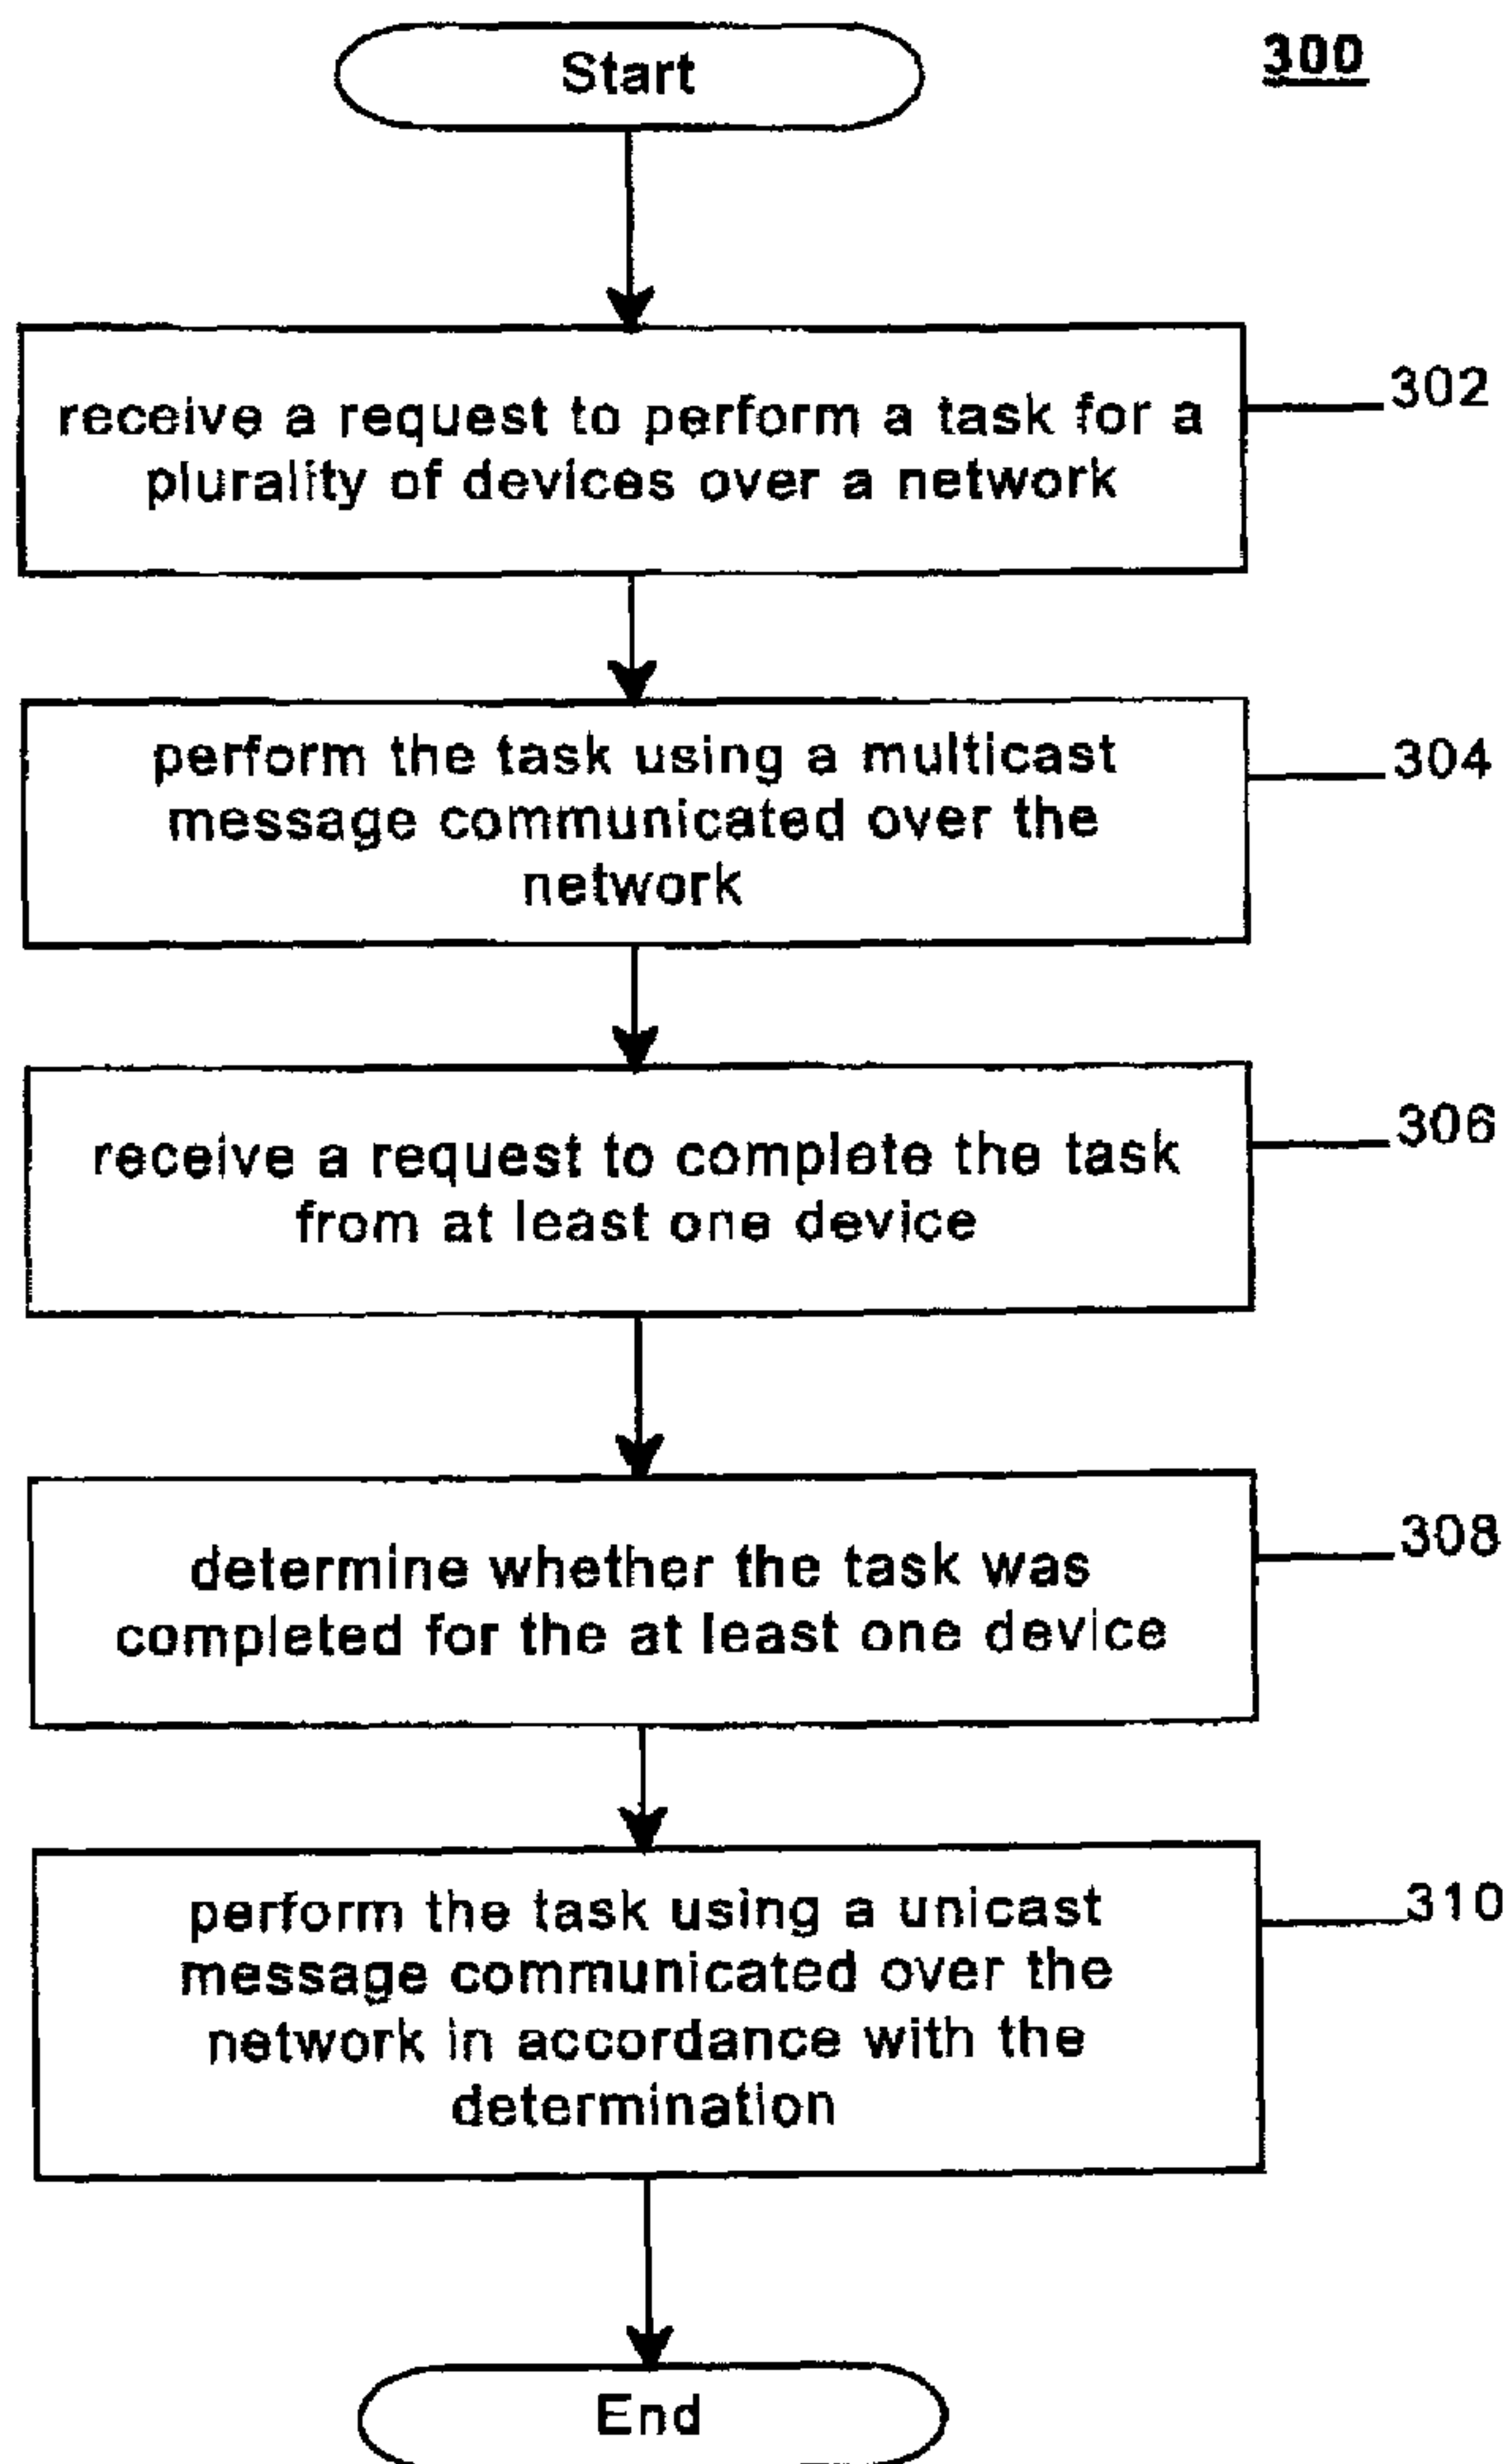 Start
300
receive a request to perform a task for a
plurality of devices over a network
302
perform the task using a multicast
message communicated over the
network
304
receive a request to complete the task
from at least one device
306
determine whether the task was
completed for the at least one device
308
perform the task using a unicast
message communicated over the
network in accordance with the
determination
310
End